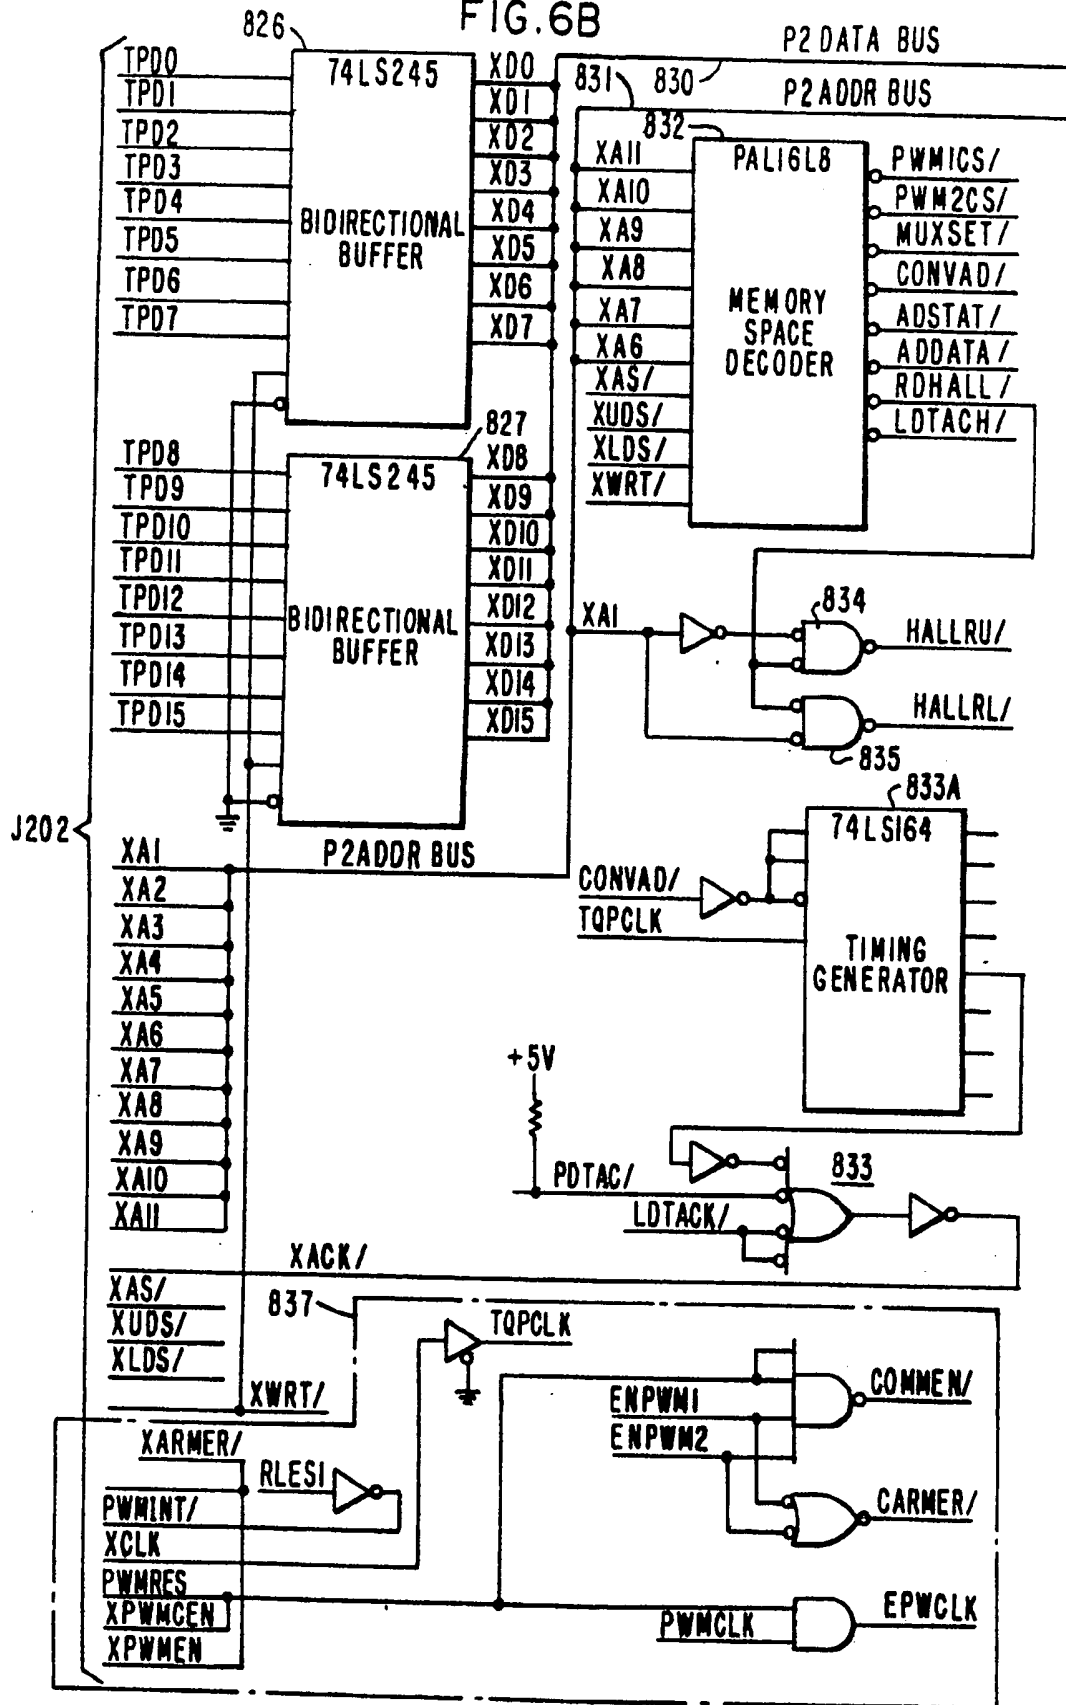 FIG.6B
826
74LS245
BIDIRECTIONAL
BUFFER
TPD0
TPD1
TPD2
TPD3
TPD4
TPD5
TPD6
TPD7
XD0
XD1
XD2
XD3
XD4
XD5
XD6
XD7
P2 DATA BUS
830
831
P2ADDR BUS
832
PAL16L8
MEMORY
SPACE
DECODER
XA11
XA10
XA9
XA8
XA7
XA6
XAS/
XUDS/
XLDS/
XWRT/
PWM1CS/
PWM2CS/
MUXSET/
CONVAD/
ADSTAT/
ADDATA/
RDHALL/
LDTACH/
827
74LS245
BIDIRECTIONAL
BUFFER
TPD8
TPD9
TPD10
TPD11
TPD12
TPD13
TPD14
TPD15
XD8
XD9
XD10
XD11
XD12
XD13
XD14
XD15
XA1
834
HALLRU/
HALLRL/
835
J202
P2ADDR BUS
XA1
XA2
XA3
XA4
XA5
XA6
XA7
XA8
XA9
XA10
XA11
833A
74LS164
TIMING
GENERATOR
CONVAD/
TQPCLK
+5V
PDTAC/
LDTACK/
833
XACK/
XAS/
XUDS/
XLDS/
XWRT/
837
TQPCLK
ENPWM1
ENPWM2
COMMEN/
CARMER/
XARMER/
RLES1
PWMINT/
XCLK
PWMRES
XPWMCEN
XPWMEN
PWMCLK
EPWCLK